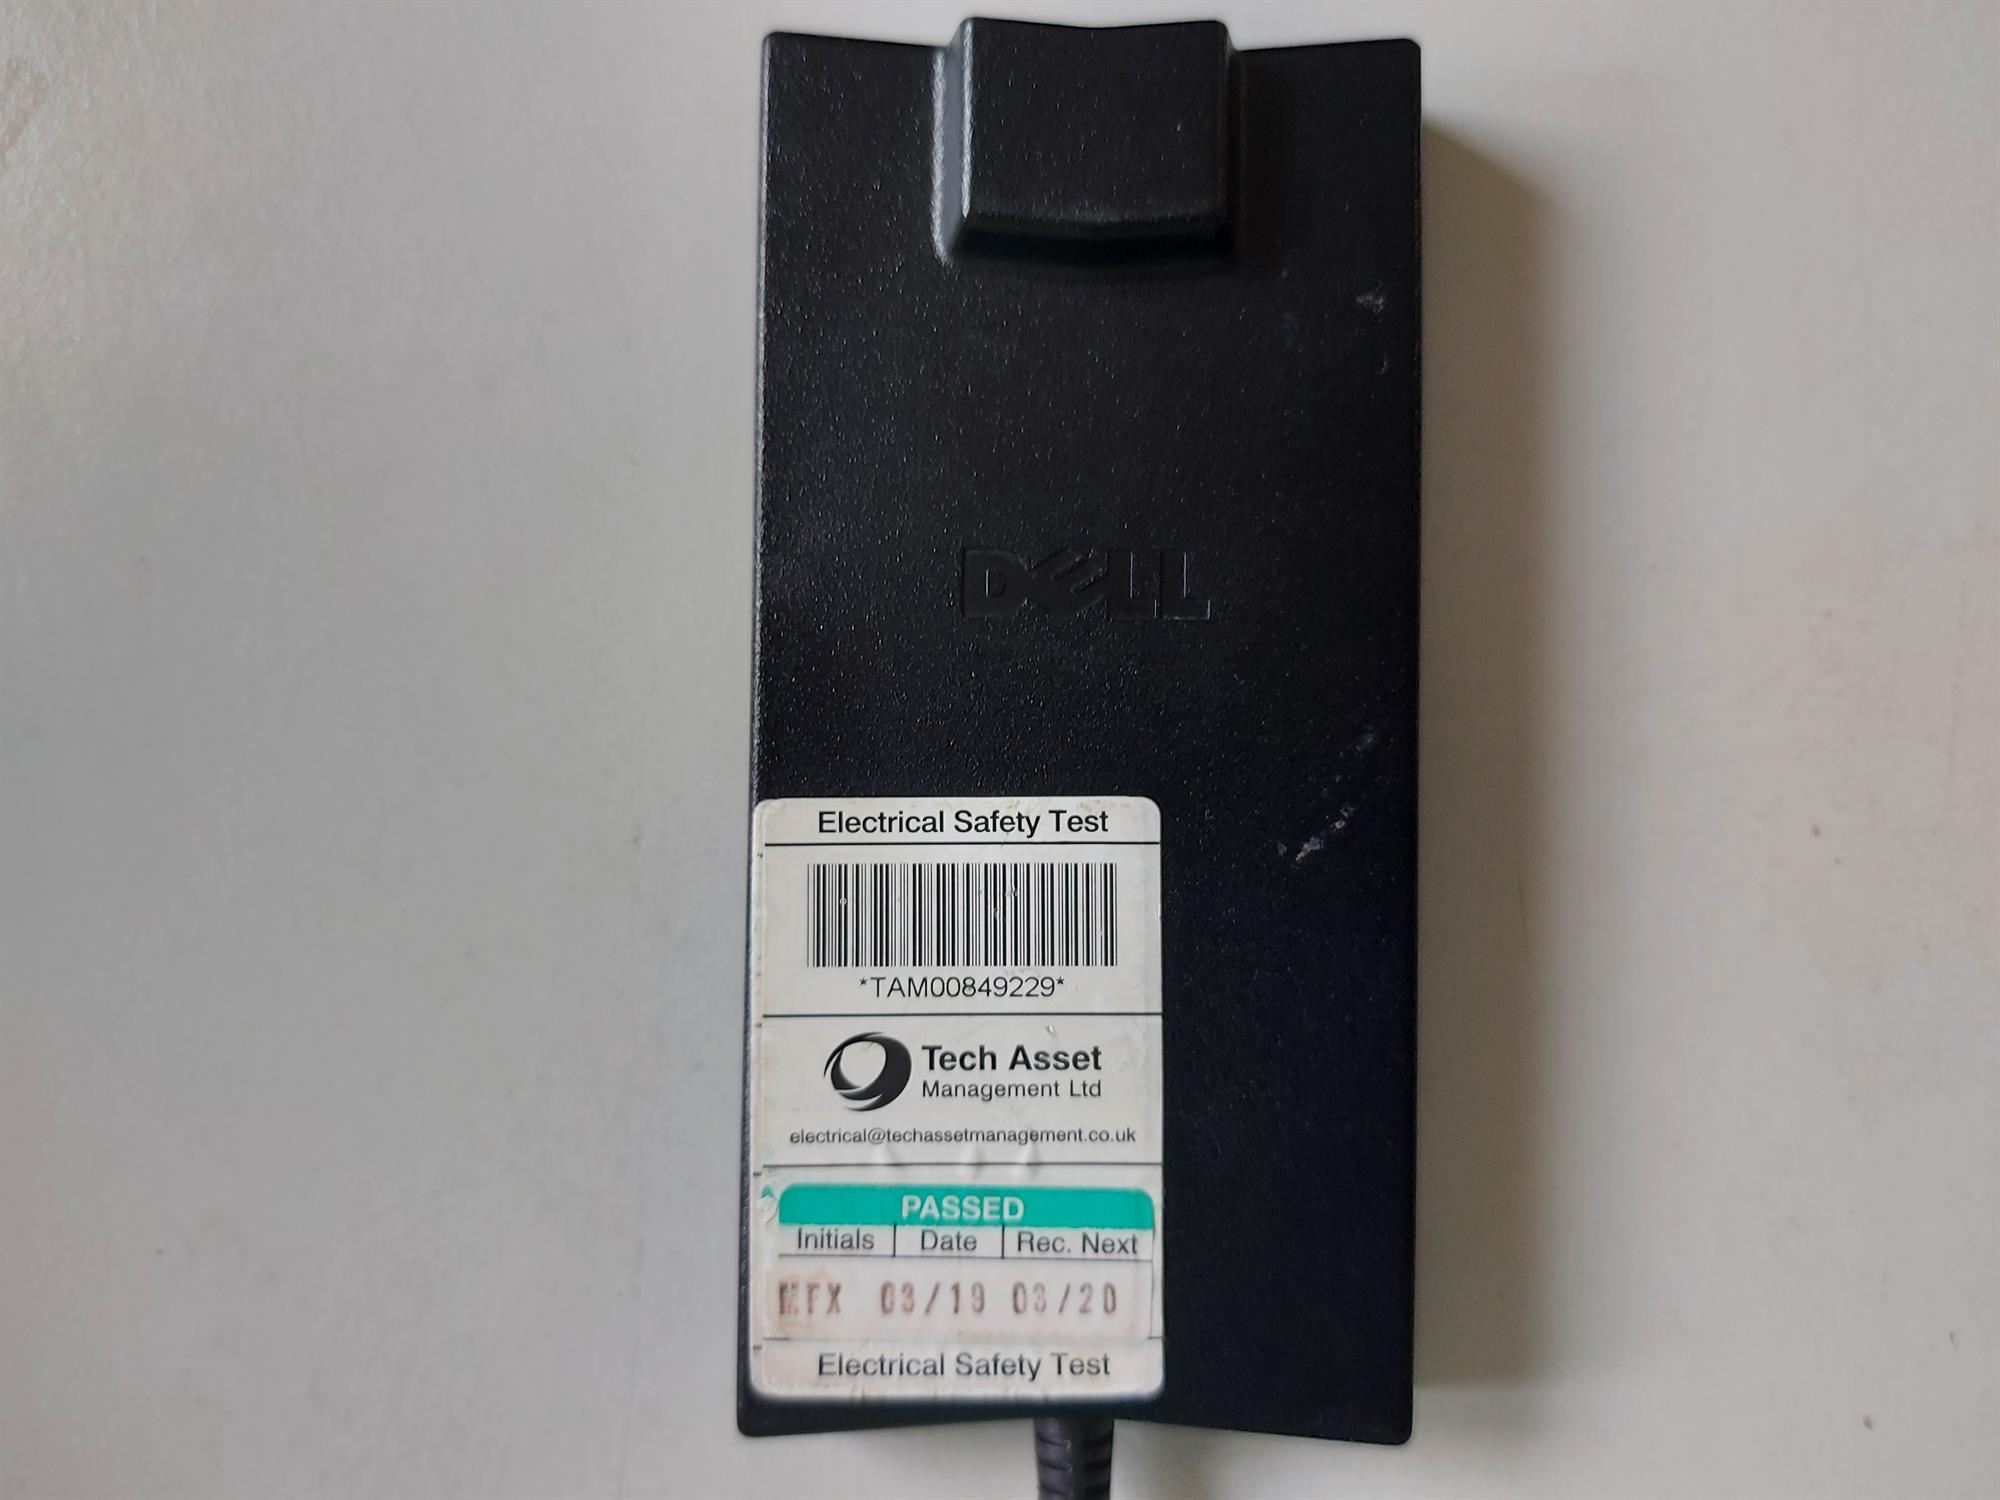 DELL
Electrical Safety Test
*TAM00849229*
Tech Asset
Management Ltd
electrical@techassetmanagement.co.uk
PASSED
Initials Date Rec. Next
MFX 03/19 03/20
Electrical Safety Test